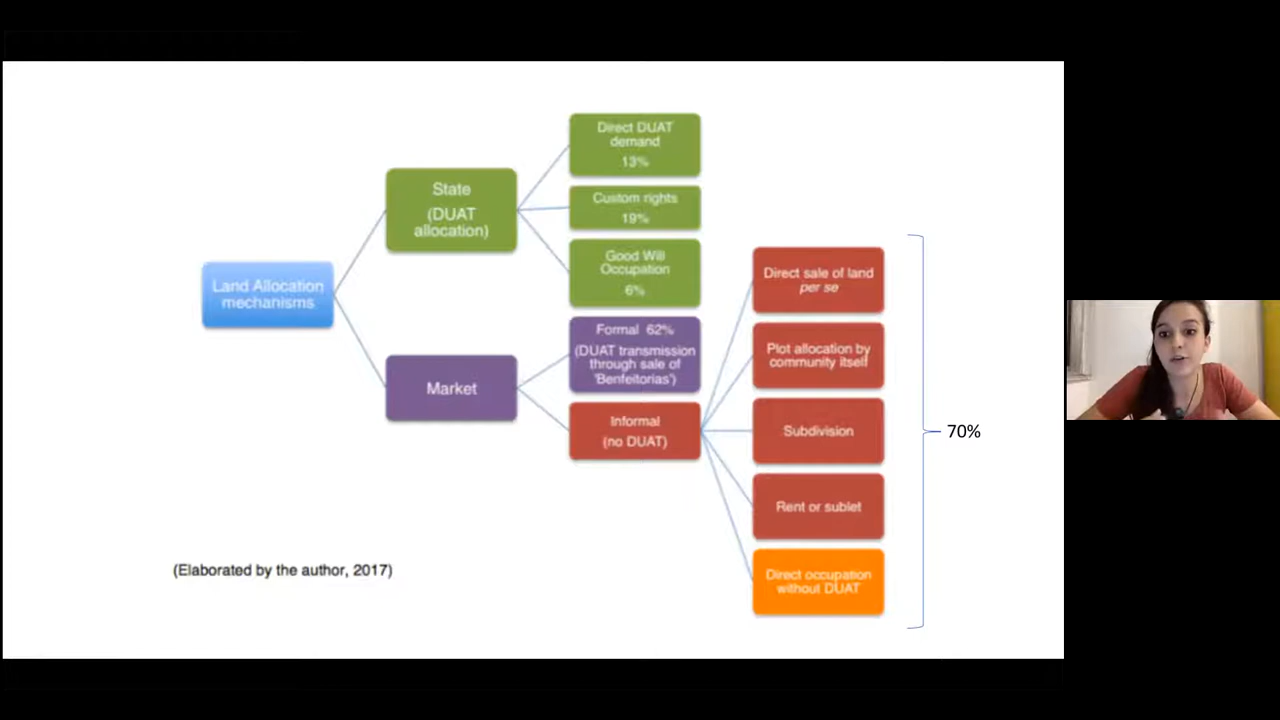 Land Allocation
mechanisms
State
(DUAT
allocation)
Market
Direct DUAT
demand
13%
Custom rights
19%
Good Will
Occupation
6%
Formal 62%
(DUAT transmission
through sale of
'Benfeitorias')
Informal
(no DUAT)
Direct sale of land
per se
Plot allocation by
community itself
Subdivision
Rent or sublet
Direct occupation
without DUAT
70%
(Elaborated by the author, 2017)